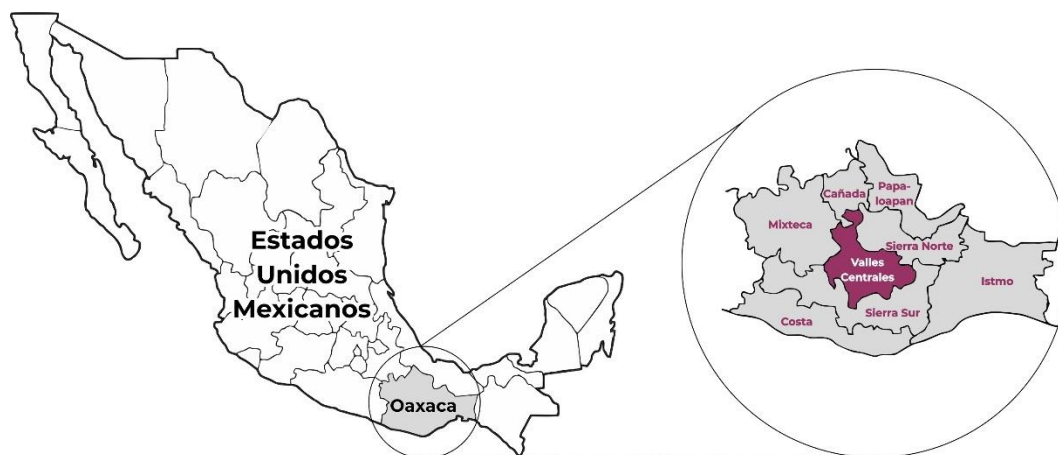 Estados
Unidos
Mexicanos
Oaxaca
Cañada
Papa-
loapan
Mixteca
Sierra Norte
Valles
Centrales
Istmo
Costa
Sierra Sur